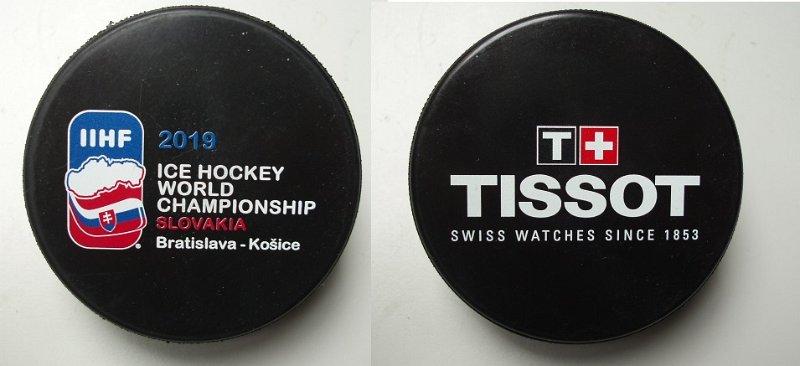 IIHF
2019
ICE HOCKEY
WORLD
CHAMPIONSHIP
SLOVAKIA
Bratislava - Košice
T+
TISSOT
SWISS WATCHES SINCE 1853